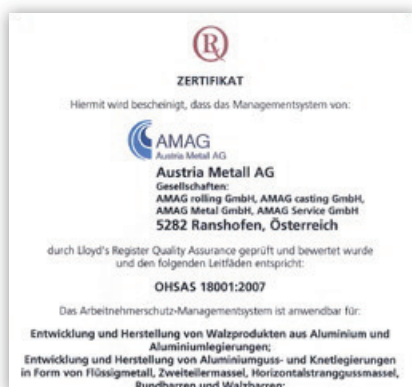 R
ZERTIFIKAT
Hiermit wird bescheinigt, dass das Managementsystem von:
AMAG
Austria Metall AG
Austria Metall AG
Gesellschaften:
AMAG rolling GmbH, AMAG casting GmbH,
AMAG Metal GmbH, AMAG Service GmbH
5282 Ranshofen, Österreich
durch Lloyd's Register Quality Assurance geprüft und bewertet wurde
und den folgenden Leitfäden entspricht:
OHSAS 18001:2007
Das Arbeitnehmerschutz-Managementsystem ist anwendbar für:
Entwicklung und Herstellung von Walzprodukten aus Aluminium und
Aluminiumlegierungen;
Entwicklung und Herstellung von Aluminiumguss- und Knetlegierungen
in Form von Flüssigmetall, Zweiteilermassel, Horizontalstranggussmassel,
Rundbarren und Walzbarren;